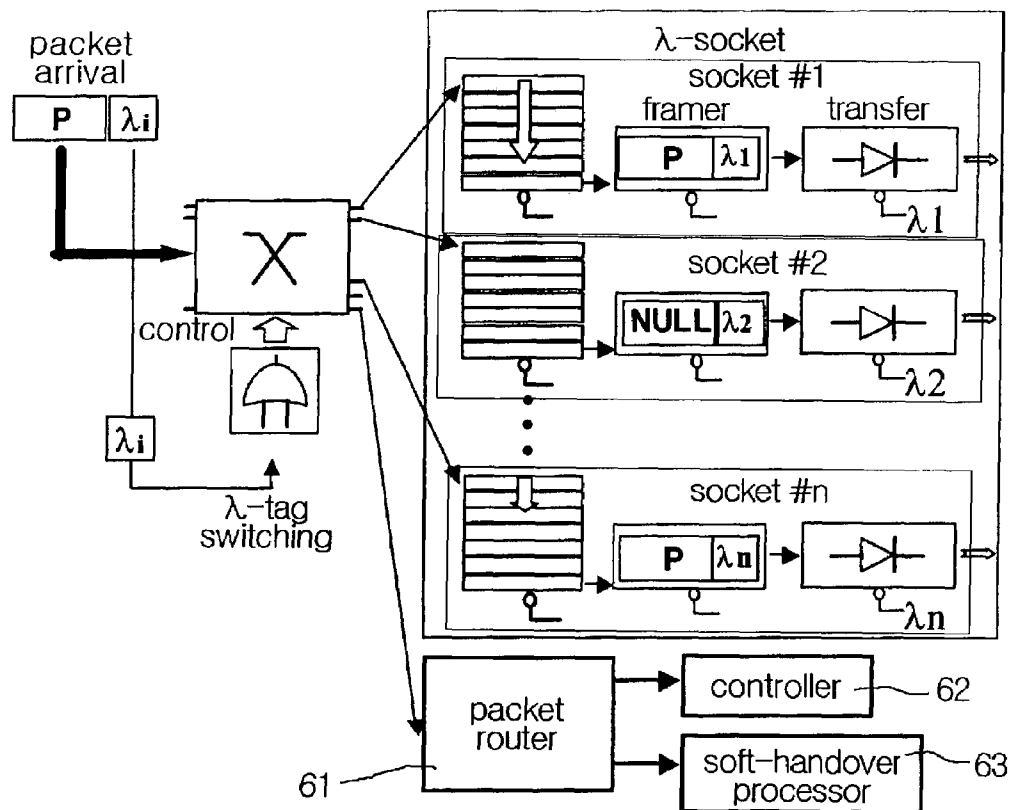 packet
arrival
P λi
λ-socket
socket #1
framer transfer
P λ1
λ1
socket #2
NULL λ2
λ2
control
λi
λ-tag
switching
socket #n
P λn
λn
packet
router
61
controller
62
soft-handover
processor
63